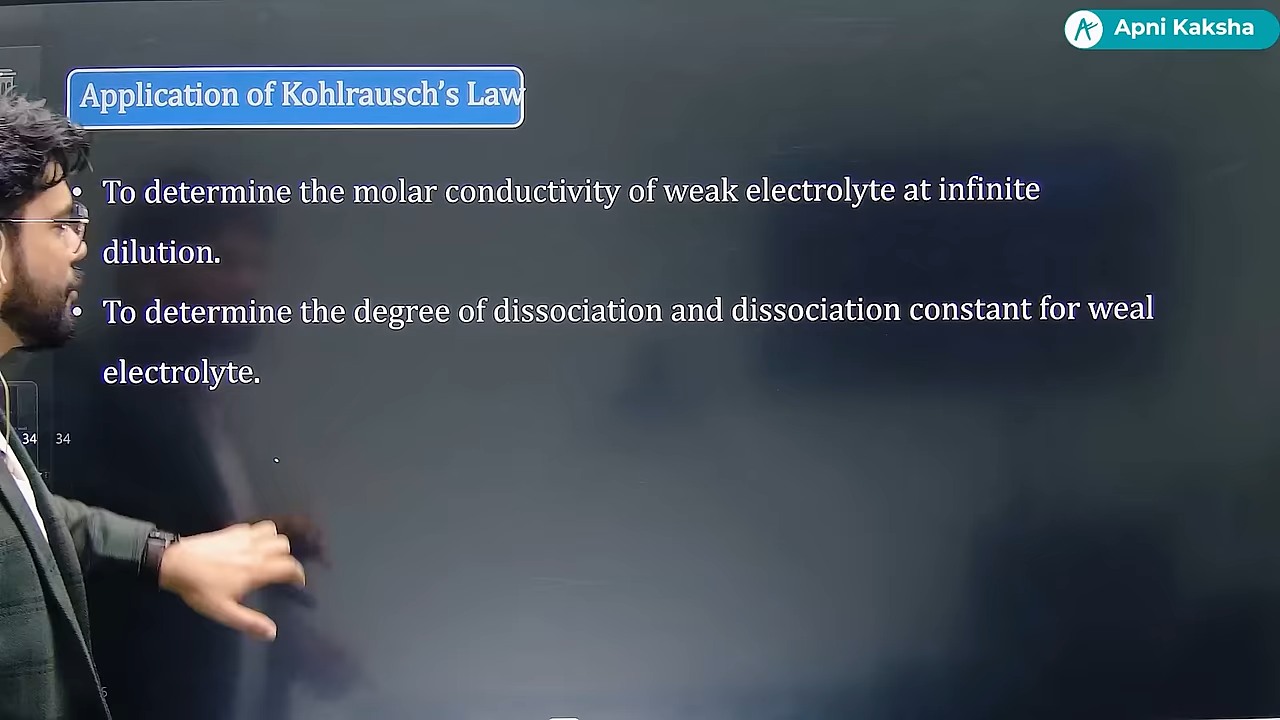 Apni Kaksha
Application of Kohlrausch's Law
• To determine the molar conductivity of weak electrolyte at infinite
dilution.
• To determine the degree of dissociation and dissociation constant for weal
electrolyte.
34 34